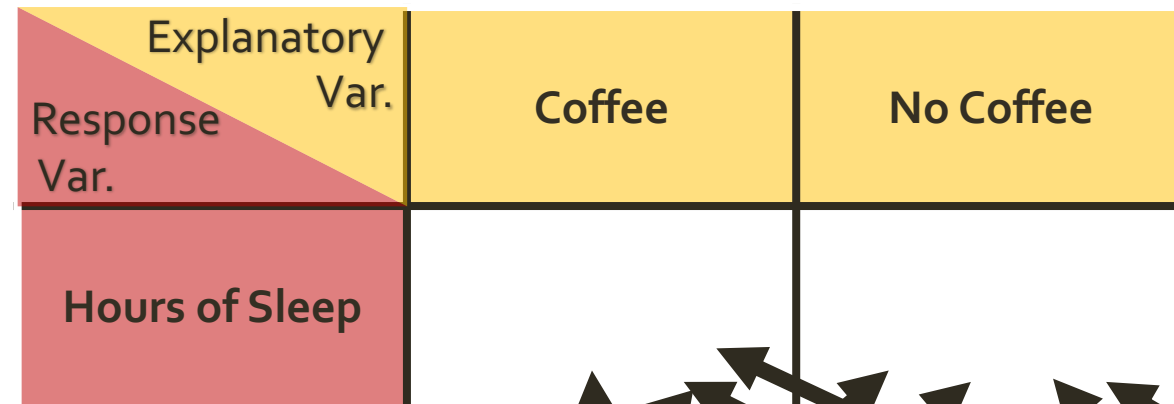 Explanatory
Var.
Response
Var.
Coffee
No Coffee
Hours of Sleep